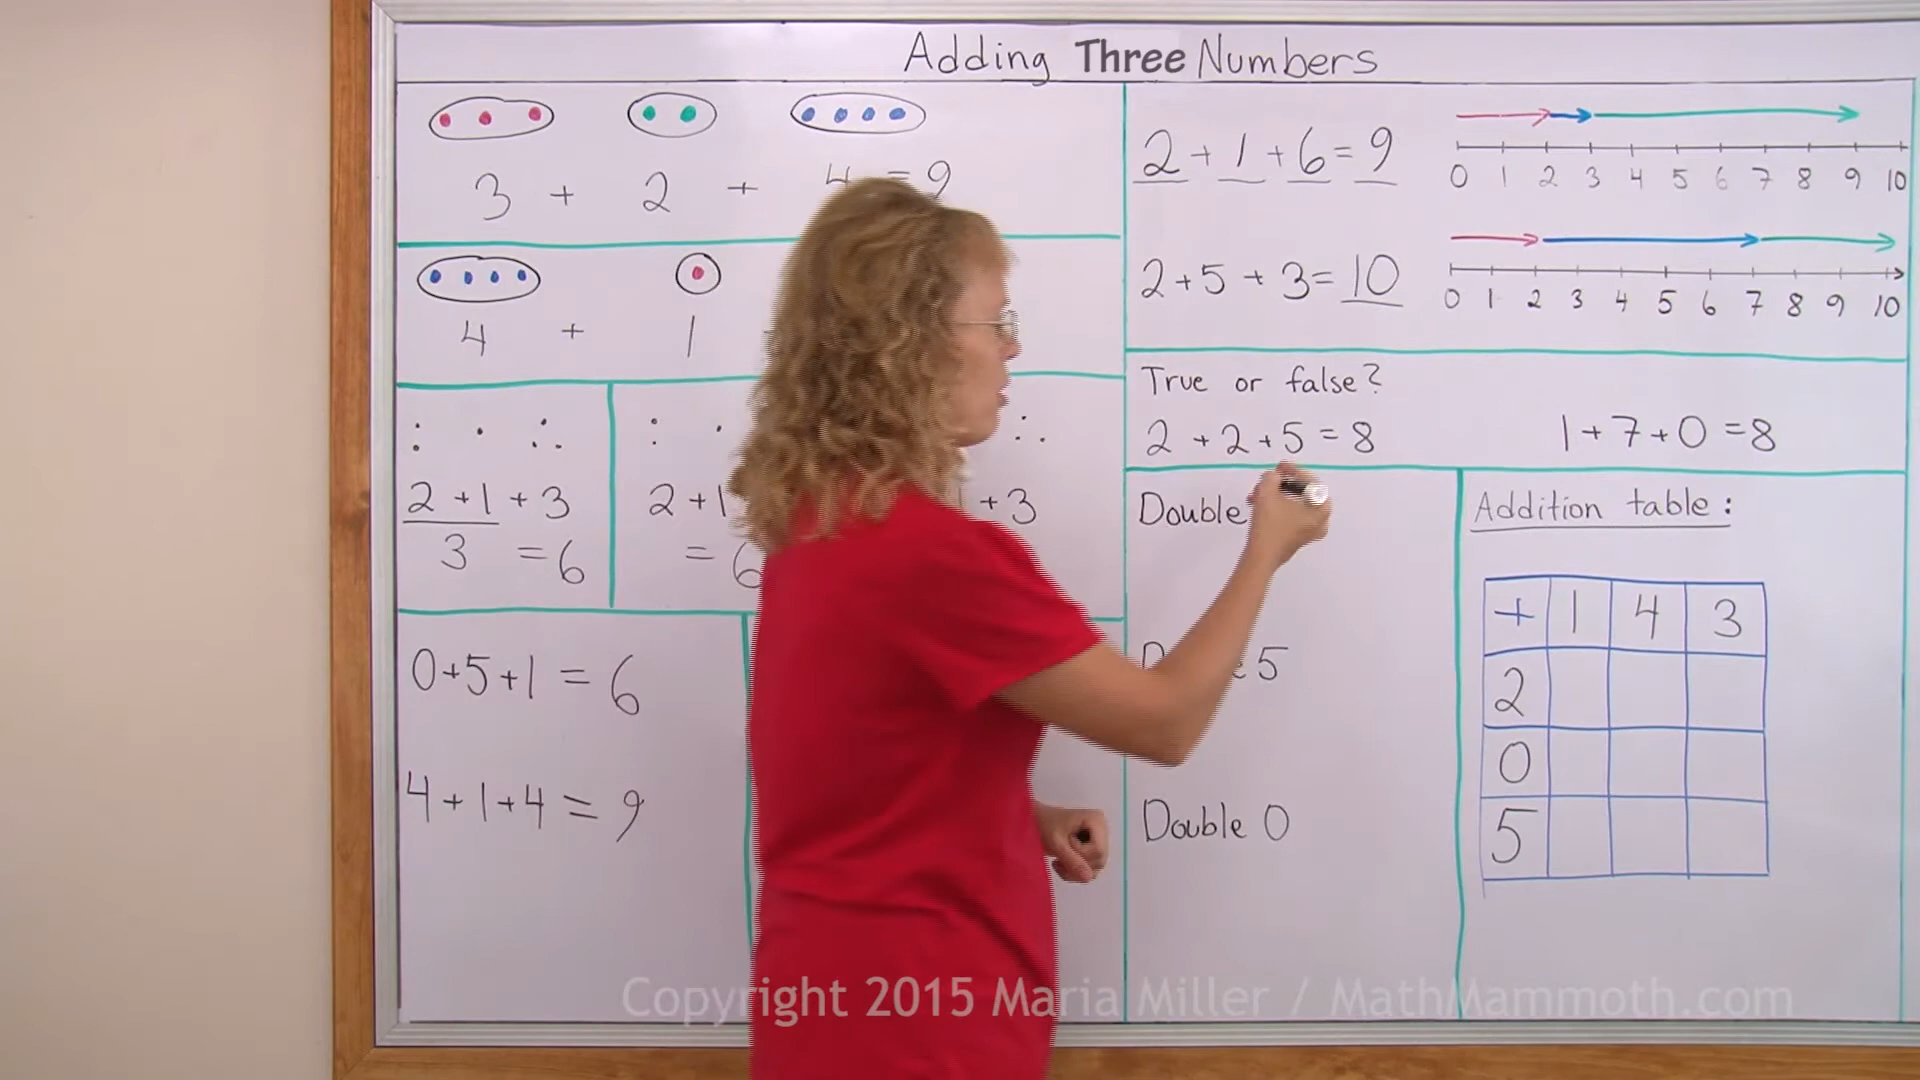 Adding Three Numbers
3 + 2 + 4 = 9
4 + 1
2 + 1 + 3
3 = 6
2 + 1
= 6
+ 3
0+5+1 = 6
4+1+4 = 9
2 + 1 + 6 = 9
0 1 2 3 4 5 6 7 8 9 10
2 + 5 + 3 = 10
0 1 2 3 4 5 6 7 8 9 10
True or false?
2 + 2 + 5 = 8
1 + 7 + 0 = 8
Double
5
Double 0
Addition table:
+ 1 4 3
2
0
5
Copyright 2015 Maria Miller / MathMammoth.com